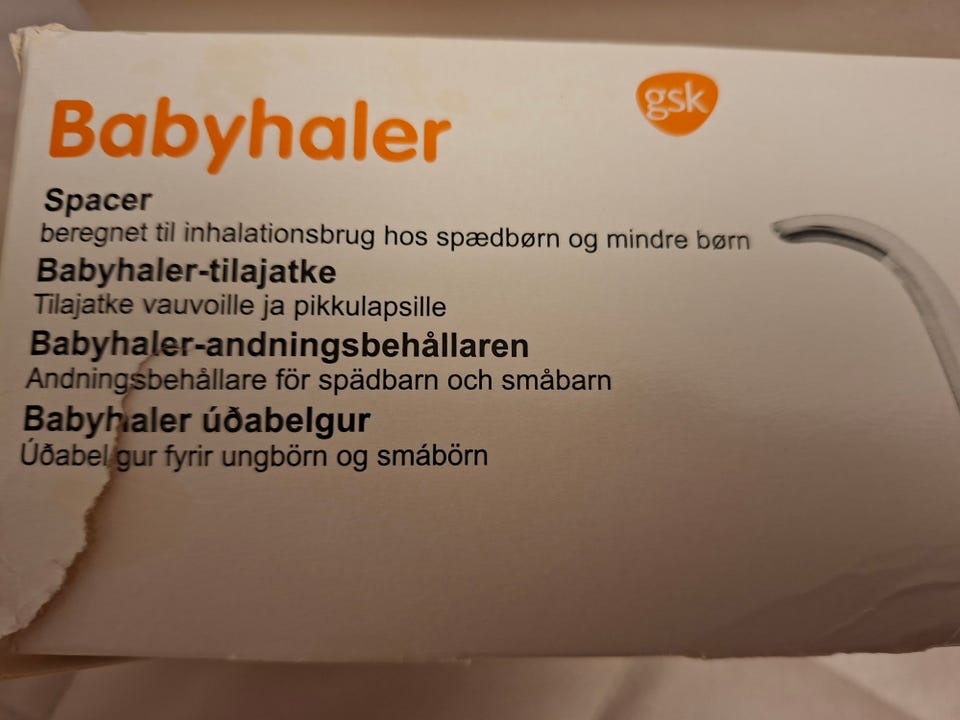 Babyhaler
gsk
Spacer
beregnet til inhalationsbrug hos spædbørn og mindre børn
Babyhaler-tilajatke
Tilajatke vauvoille ja pikkulapsille
Babyhaler-andningsbehållaren
Andningsbehållare för spädbarn och småbarn
Babyhaler úðabelgur
Úðabelgur fyrir ungbörn og smábörn